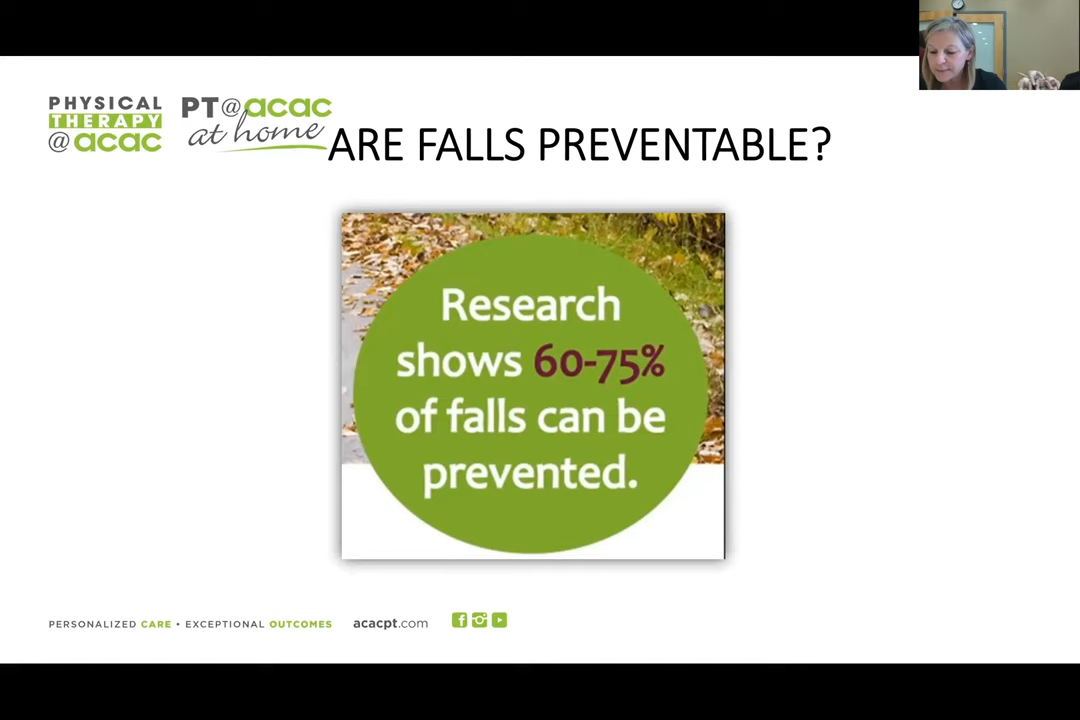 PHYSICAL
THERAPY
@acac
PT@acac
at home
ARE FALLS PREVENTABLE?
Research
shows 60-75%
of falls can be
prevented.
PERSONALIZED CARE • EXCEPTIONAL OUTCOMES acacpt.com